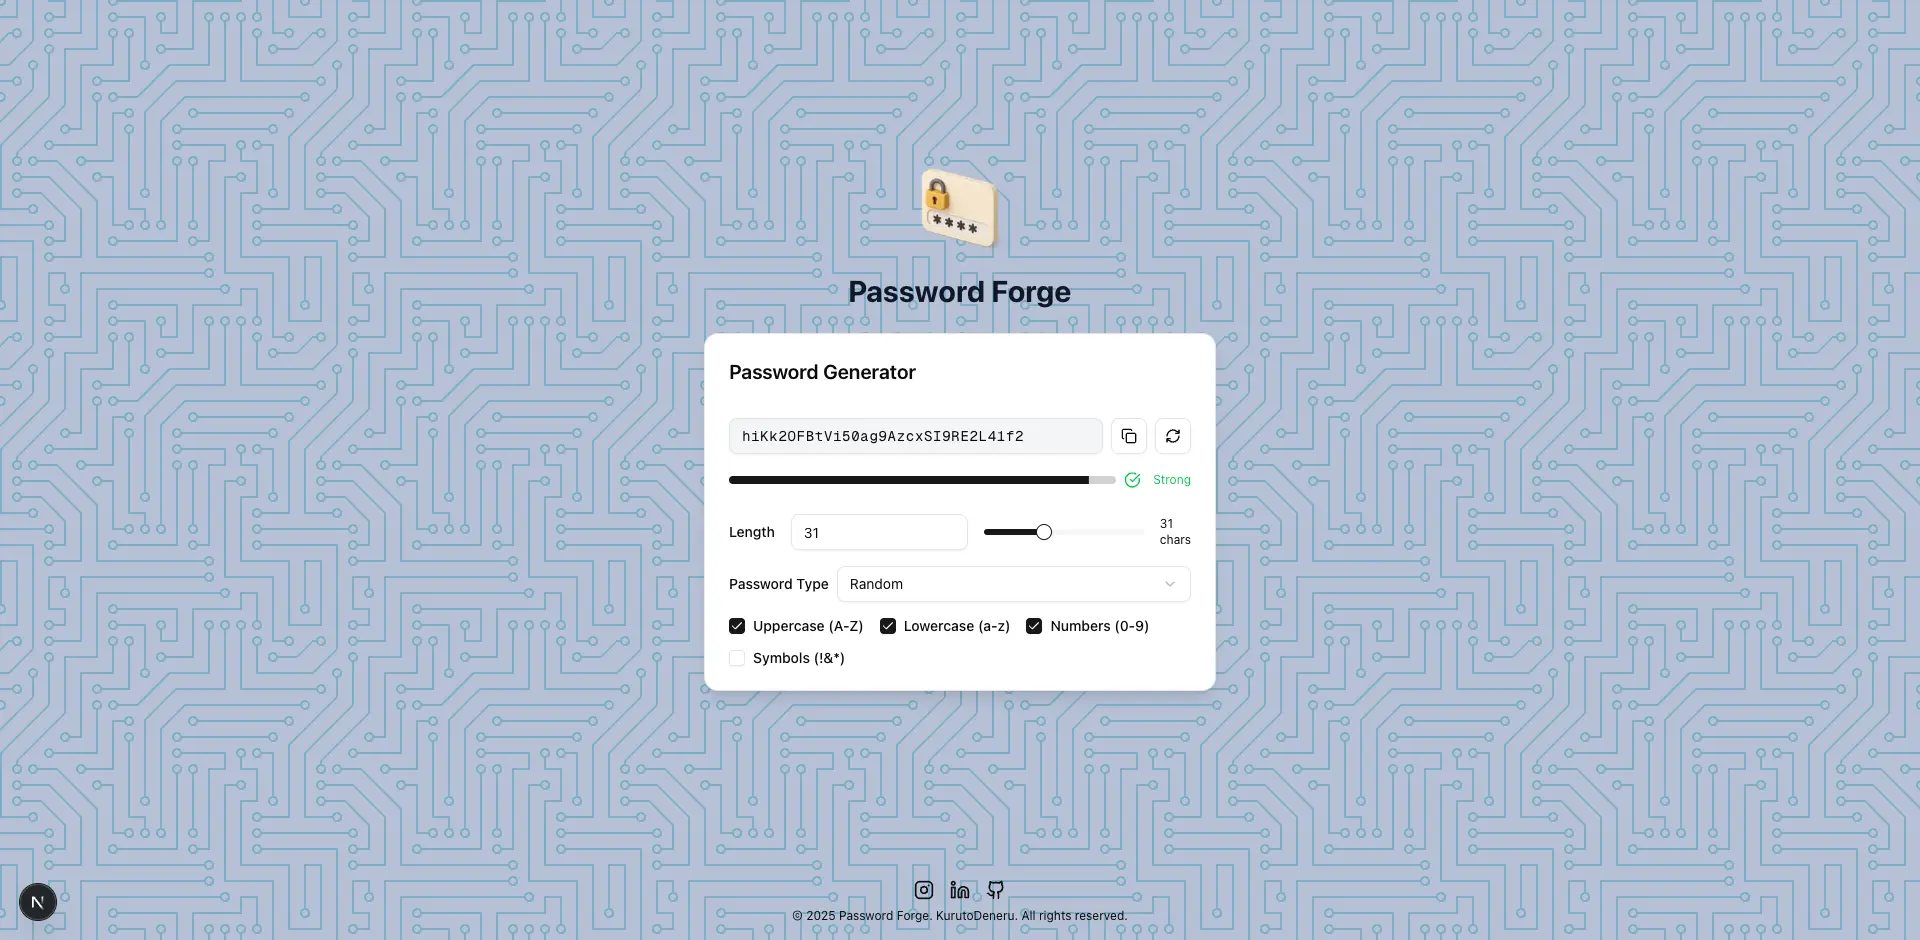 ****
Password Forge
Password Generator
hiKk2OFBtVi50ag9AzcxSI9RE2L41f2
Strong
Length
31
31
chars
Password Type
Random
Uppercase (A-Z)
Lowercase (a-z)
Numbers (0-9)
Symbols (!&*)
N
© 2025 Password Forge. KurutoDeneru. All rights reserved.